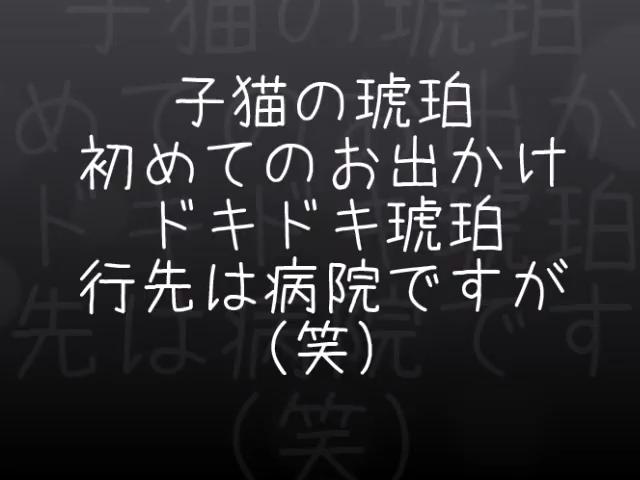 子猫の琥珀
初めてのお出かけ
ドキドキ琥珀
行先は病院ですが
(笑)